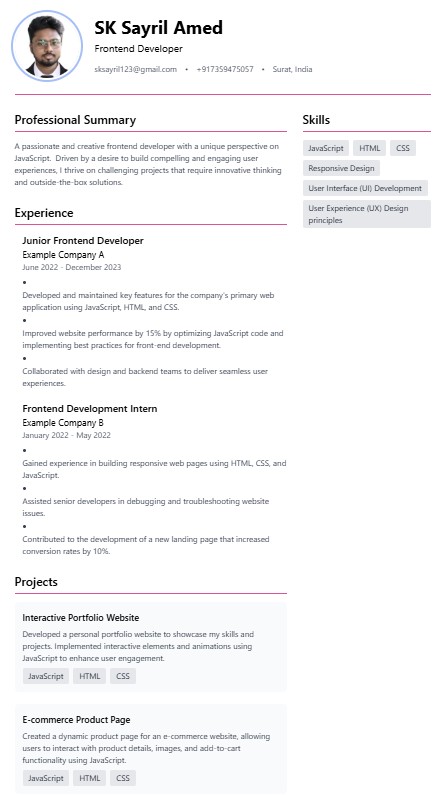 SK Sayril Amed
Frontend Developer
sksayril123@gmail.com • +917359475057 • Surat, India
Professional Summary
A passionate and creative frontend developer with a unique perspective on
JavaScript. Driven by a desire to build compelling and engaging user
experiences, I thrive on challenging projects that require innovative thinking
and outside-the-box solutions.
Experience
Junior Frontend Developer
Example Company A
June 2022 - December 2023
•
Developed and maintained key features for the company's primary web
application using JavaScript, HTML, and CSS.
•
Improved website performance by 15% by optimizing JavaScript code and
implementing best practices for front-end development.
•
Collaborated with design and backend teams to deliver seamless user
experiences.
Frontend Development Intern
Example Company B
January 2022 - May 2022
•
Gained experience in building responsive web pages using HTML, CSS, and
JavaScript.
•
Assisted senior developers in debugging and troubleshooting website
issues.
•
Contributed to the development of a new landing page that increased
conversion rates by 10%.
Projects
Interactive Portfolio Website
Developed a personal portfolio website to showcase my skills and
projects. Implemented interactive elements and animations using
JavaScript to enhance user engagement.
JavaScript HTML CSS
E-commerce Product Page
Created a dynamic product page for an e-commerce website, allowing
users to interact with product details, images, and add-to-cart
functionality using JavaScript.
JavaScript HTML CSS
Skills
JavaScript HTML CSS
Responsive Design
User Interface (UI) Development
User Experience (UX) Design
principles